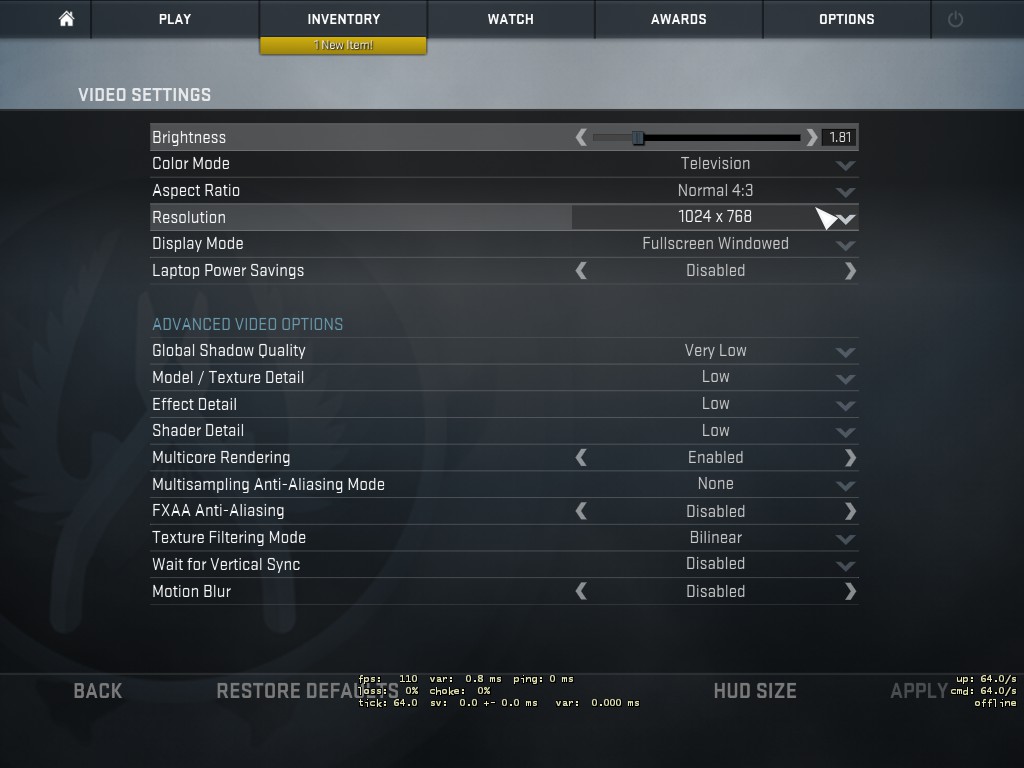 PLAY INVENTORY WATCH AWARDS OPTIONS
1 New Item!
VIDEO SETTINGS
Brightness 1.81
Color Mode Television
Aspect Ratio Normal 4:3
Resolution 1024 x 768
Display Mode Fullscreen Windowed
Laptop Power Savings Disabled
ADVANCED VIDEO OPTIONS
Global Shadow Quality Very Low
Model / Texture Detail Low
Effect Detail Low
Shader Detail Low
Multicore Rendering Enabled
Multisampling Anti-Aliasing Mode None
FXAA Anti-Aliasing Disabled
Texture Filtering Mode Bilinear
Wait for Vertical Sync Disabled
Motion Blur Disabled
fps: 110 var: 0.8 ms ping: 0 ms up: 64.0/s
BACK RESTORE DEFAULTS HUD SIZE APPLY
loss: 0% choke: 0% cmd: 64.0/s
tick: 64.0 sv: 0.0 +- 0.0 ms var: 0.000 ms offline